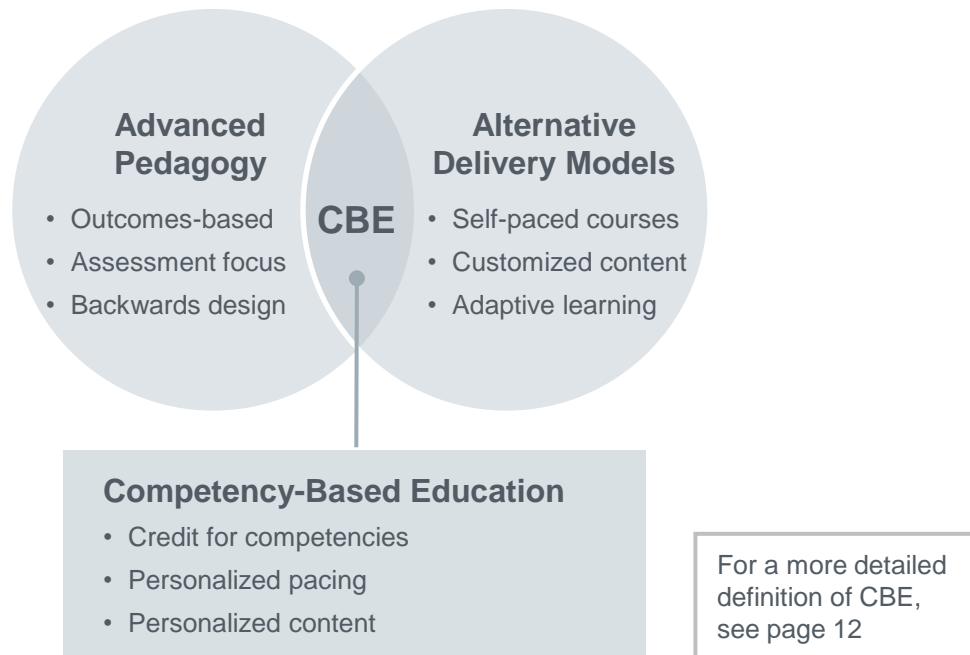 Advanced
Pedagogy
• Outcomes-based
• Assessment focus
• Backwards design
CBE
Alternative
Delivery Models
• Self-paced courses
• Customized content
• Adaptive learning
Competency-Based Education
• Credit for competencies
• Personalized pacing
• Personalized content
For a more detailed
definition of CBE,
see page 12